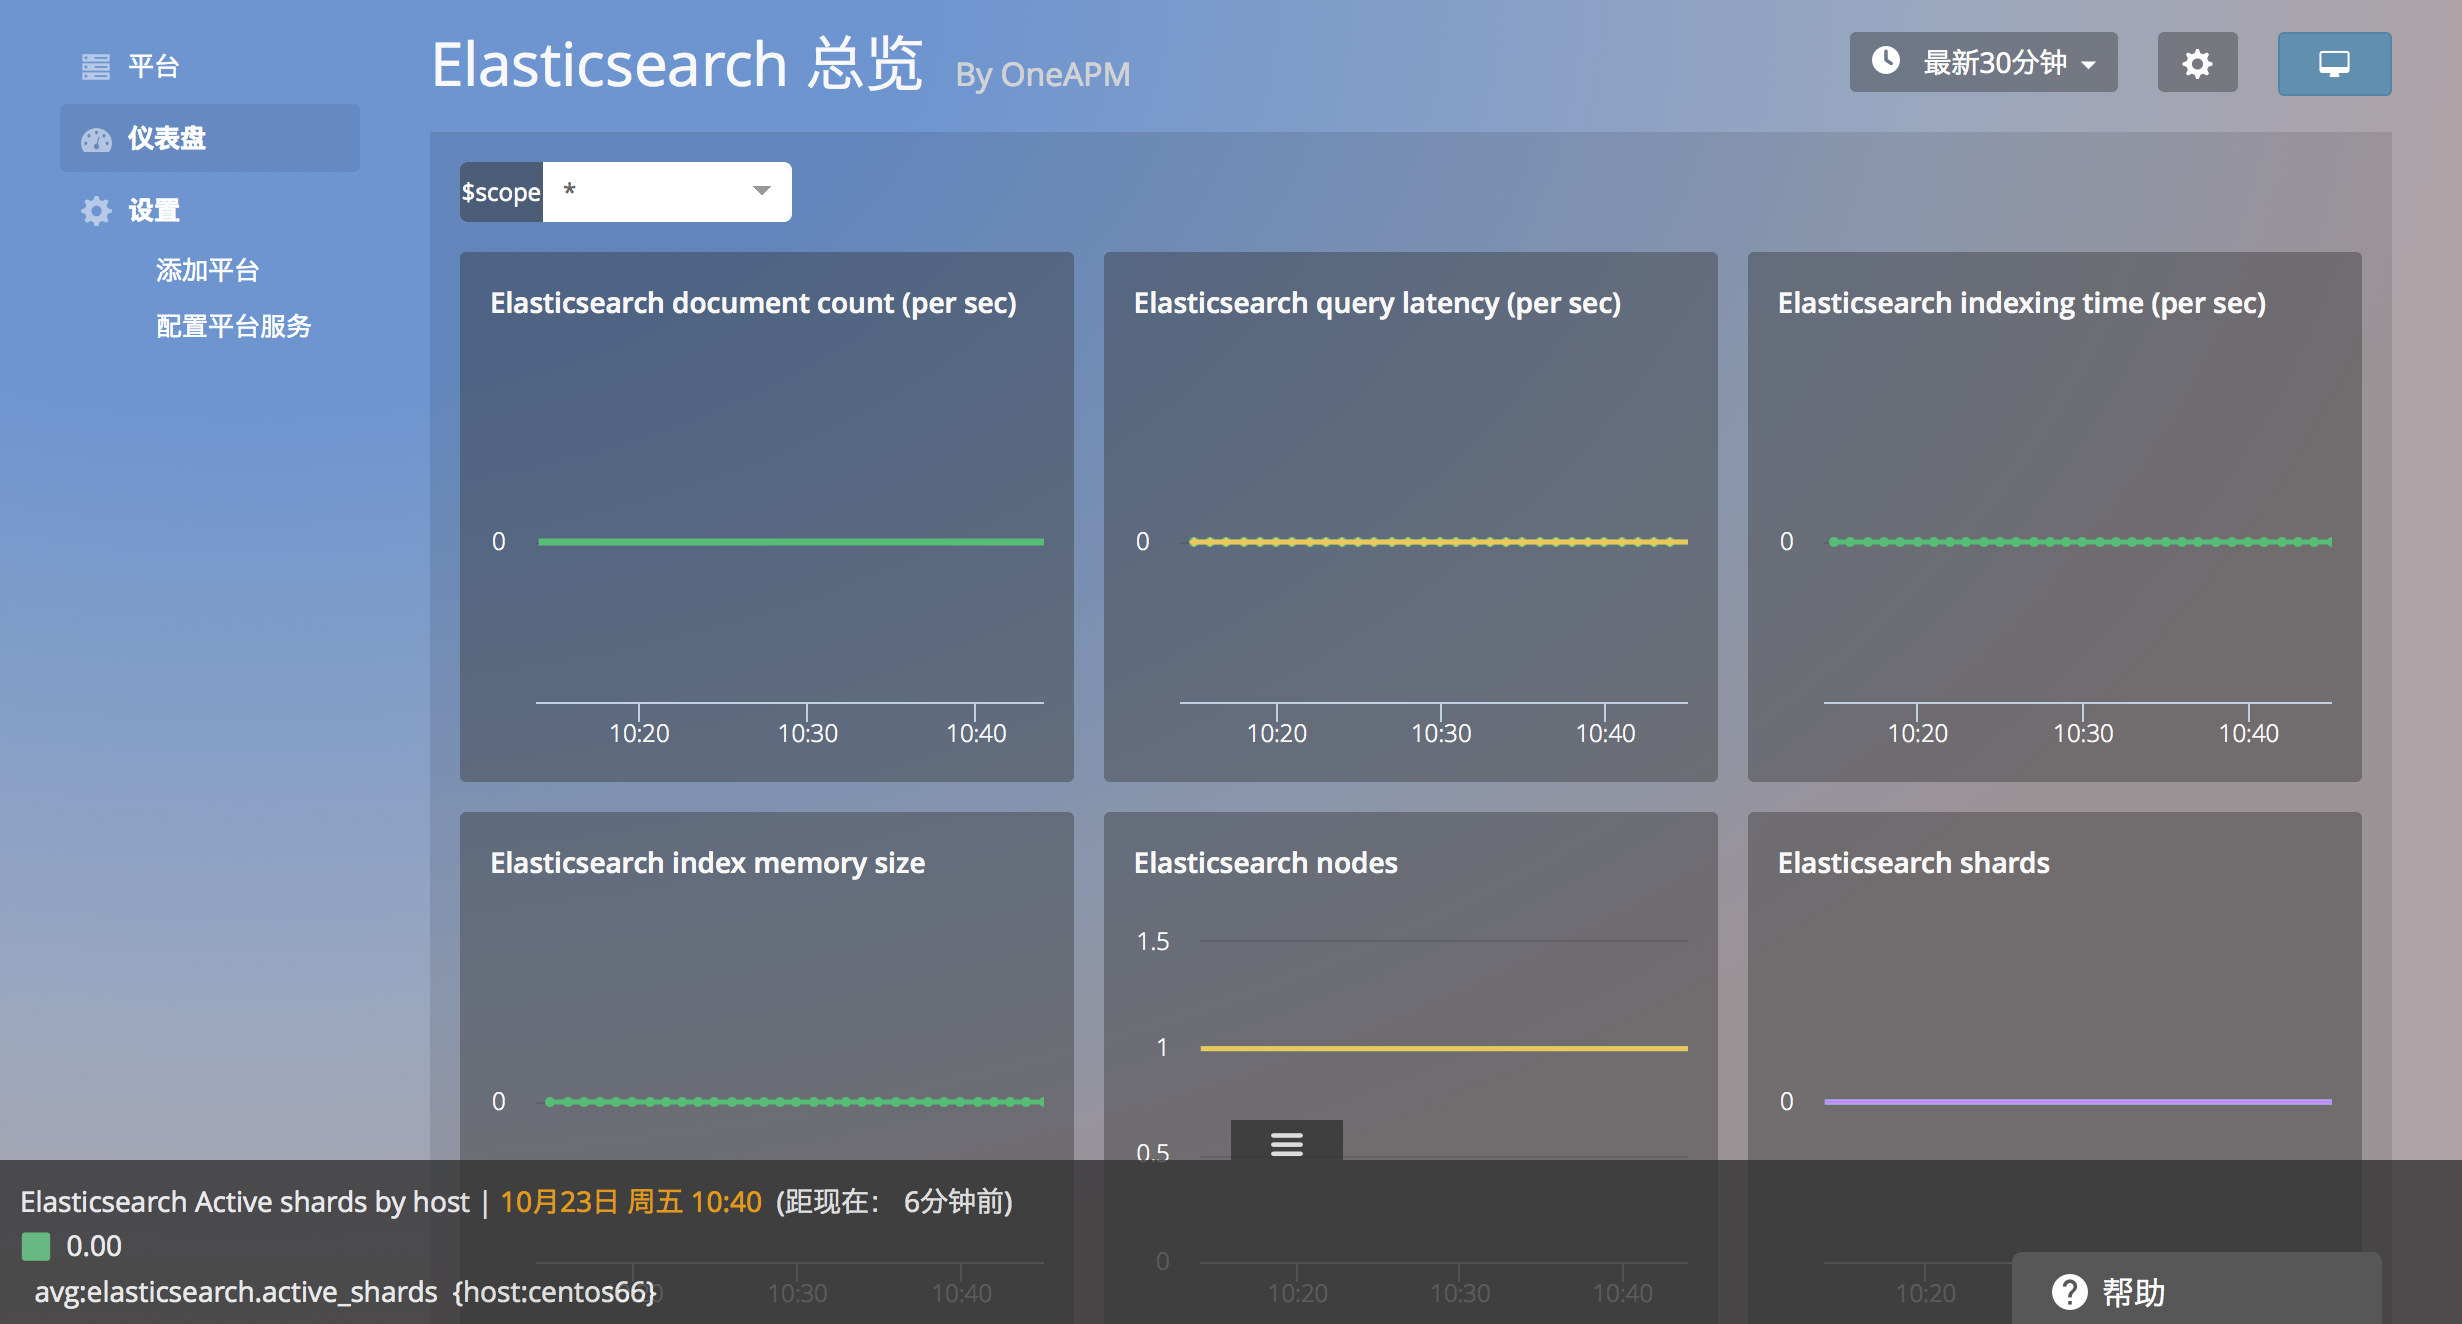 平台
仪表盘
设置
添加平台
配置平台服务
Elasticsearch 总览 By OneAPM
最新30分钟
$scope *
Elasticsearch document count (per sec)
0
10:20 10:30 10:40
Elasticsearch query latency (per sec)
0
10:20 10:30 10:40
Elasticsearch indexing time (per sec)
0
10:20 10:30 10:40
Elasticsearch index memory size
0
10:30 10:40
Elasticsearch nodes
1.5
1
0.5
0
10:20 10:30 10:40
Elasticsearch shards
0
10:20
Elasticsearch Active shards by host | 10月23日 周五 10:40 (距现在： 6分钟前)
0.00
avg:elasticsearch.active_shards {host:centos66}
帮助